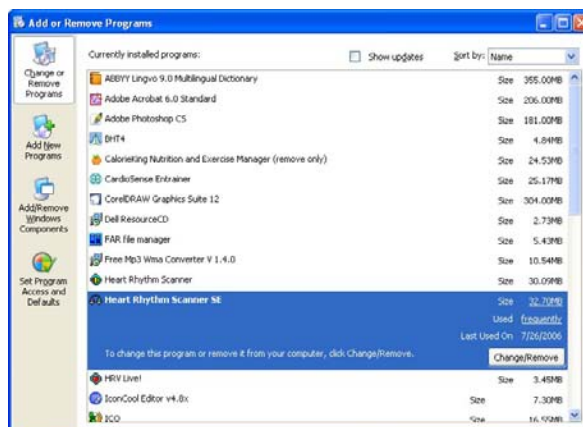 Add or Remove Programs
Currently installed programs:
Show updates
Sort by: Name
Change or
Remove
Programs
Add New
Programs
Add/Remove
Windows
Components
Set Program
Access and
Defaults
ABBYY Lingvo 9.0 Multilingual Dictionary Size 355.00MB
Adobe Acrobat 6.0 Standard Size 206.00MB
Adobe Photoshop CS Size 181.00MB
BHT4 Size 4.84MB
CalorieKing Nutrition and Exercise Manager (remove only) Size 24.53MB
CardioSense Entrainer Size 25.17MB
CorelDRAW Graphics Suite 12 Size 304.00MB
Dell ResourceCD Size 2.73MB
FAR file manager Size 5.43MB
Free Mp3 Wma Converter V 1.4.0 Size 10.54MB
Heart Rhythm Scanner Size 30.09MB
Heart Rhythm Scanner SE Size 32.70MB
Used frequently
Last Used On 7/26/2006
To change this program or remove it from your computer, click Change/Remove.
Change/Remove
HRV Live! Size 3.45MB
IconCool Editor v4.8x Size 7.30MB
ICO Size 16.55MB